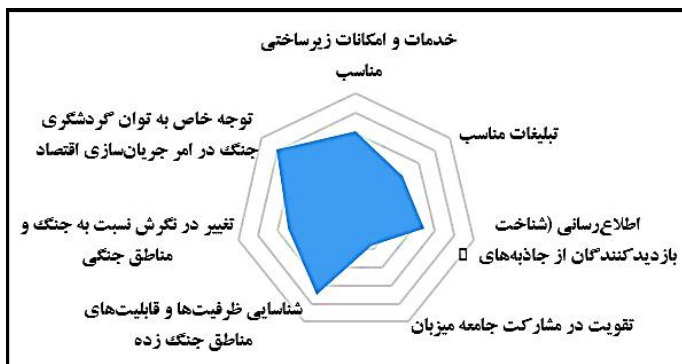 خدمات و امکانات زیرساختی
مناسب
تبلیغات مناسب
اطلاع‌رسانی (شناخت
بازدیدکنندگان از جاذبه‌های
تقویت در مشارکت جامعه میزبان
شناسایی ظرفیت‌ها و قابلیت‌های
مناطق جنگ زده
تغییر در نگرش نسبت به جنگ و
مناطق جنگی
توجه خاص به توان گردشگری
جنگ در امر جریان‌سازی اقتصاد